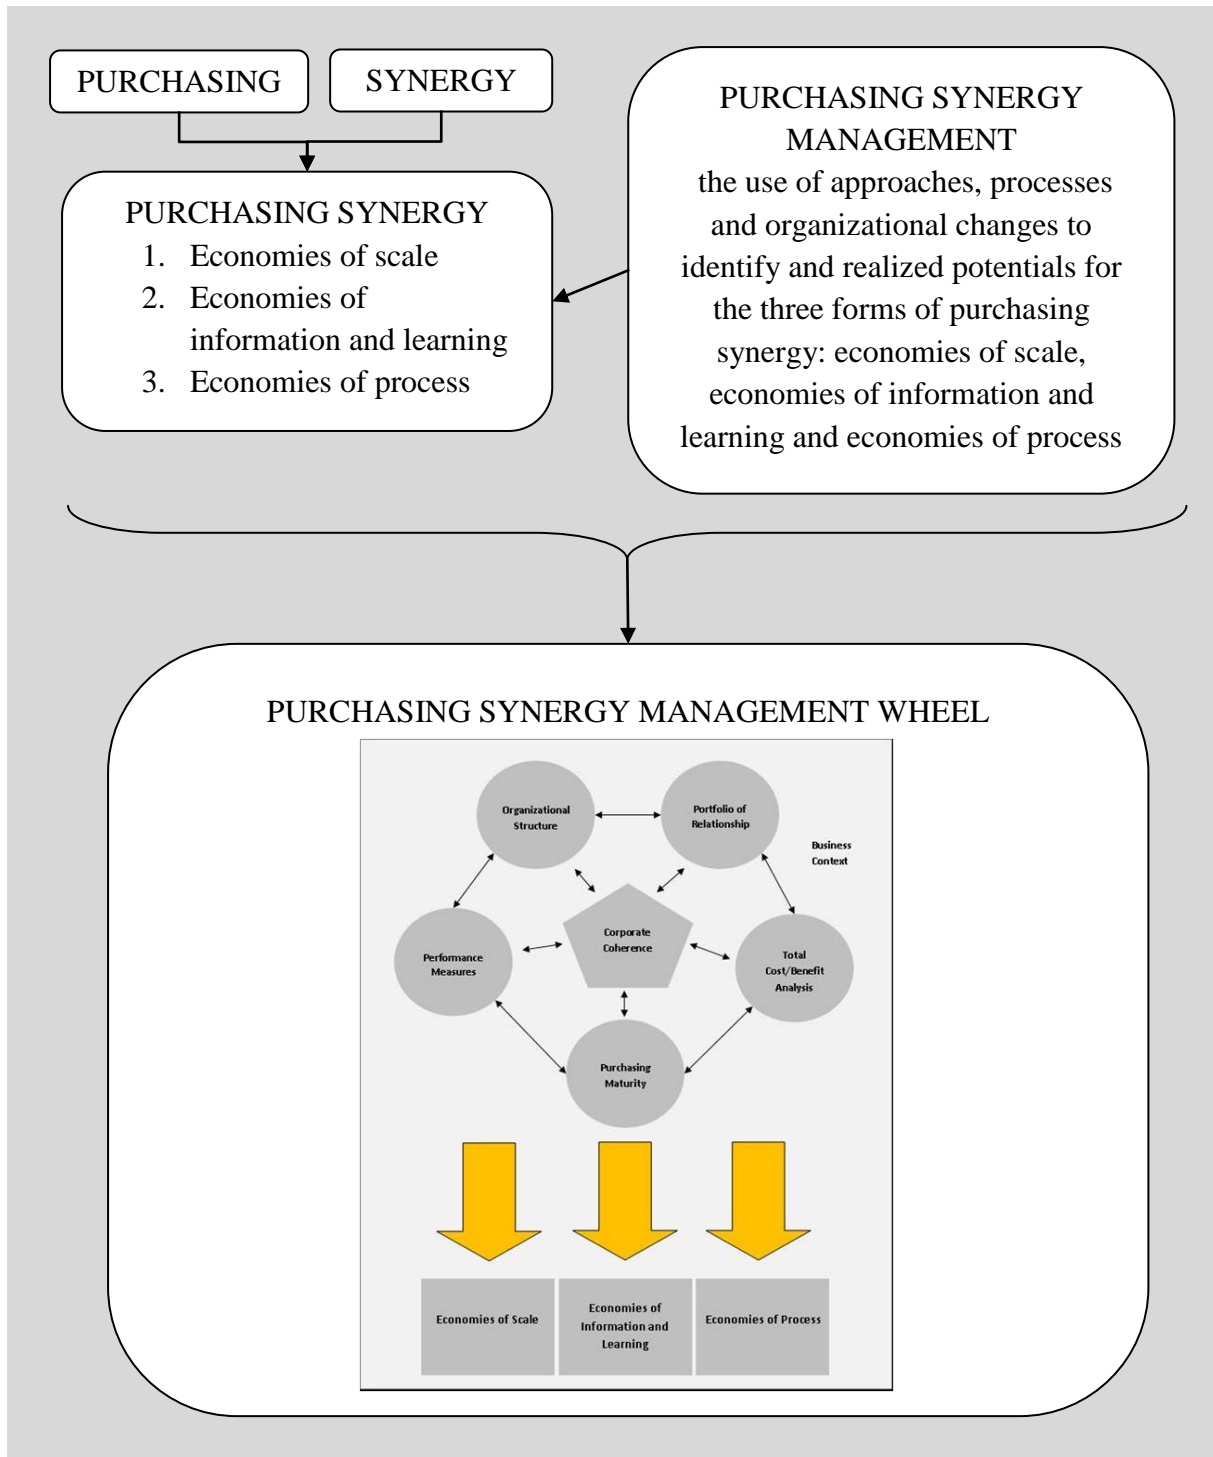 PURCHASING
SYNERGY
PURCHASING SYNERGY
1. Economies of scale
2. Economies of
information and learning
3. Economies of process
PURCHASING SYNERGY
MANAGEMENT
the use of approaches, processes
and organizational changes to
identify and realized potentials for
the three forms of purchasing
synergy: economies of scale,
economies of information and
learning and economies of process
PURCHASING SYNERGY MANAGEMENT WHEEL
Organizational
Structure
Portfolio of
Relationship
Business
Context
Corporate
Coherence
Performance
Measures
Total
Cost/Benefit
Analysis
Purchasing
Maturity
Economies of Scale
Economies of
Information and
Learning
Economies of Process